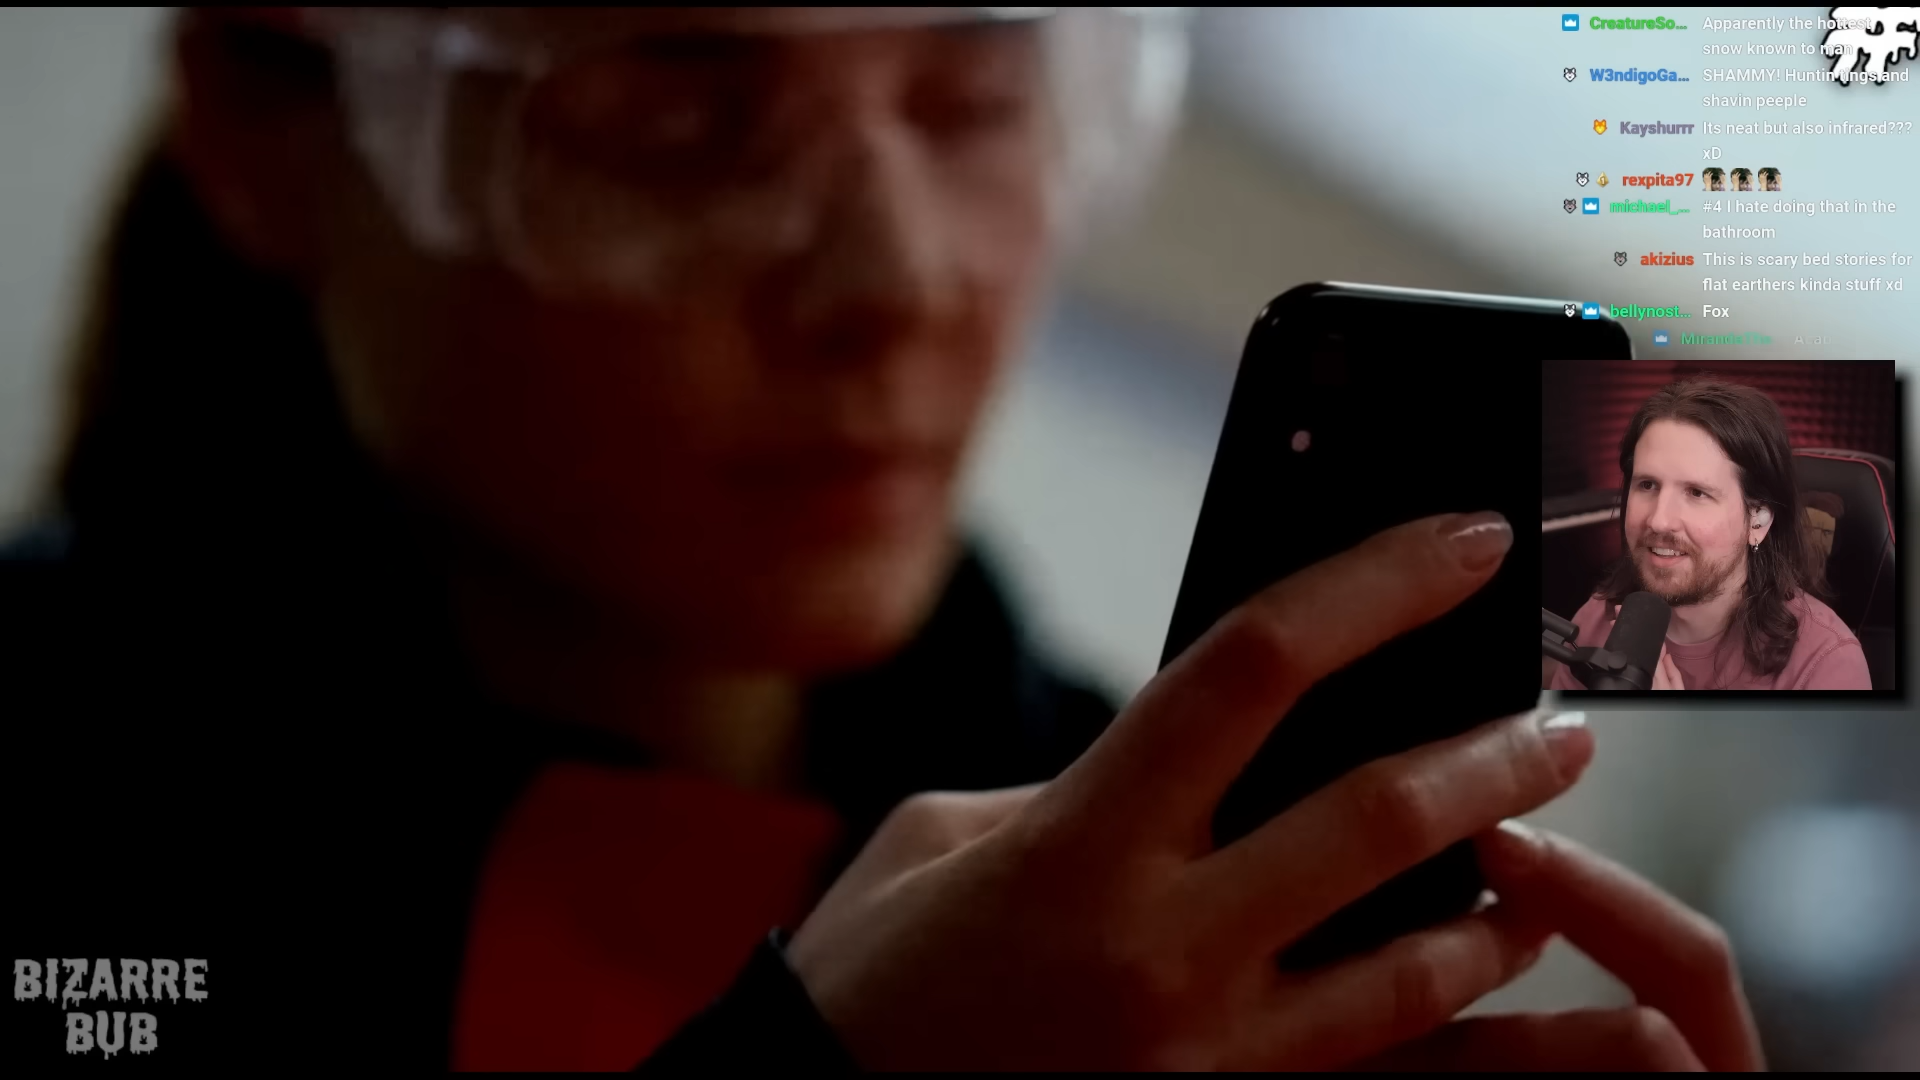 CreatureSo... Apparently the hottest
snow known to man
W3ndigoGa... SHAMMY! Huntin tings and
shavin peeple
Kayshurrr Its neat but also infrared???
xD
rexpita97
michael_... #4 I hate doing that in the
bathroom
akizius This is scary bed stories for
flat earthers kinda stuff xd
bellynost... Fox
BIZARRE
BUB